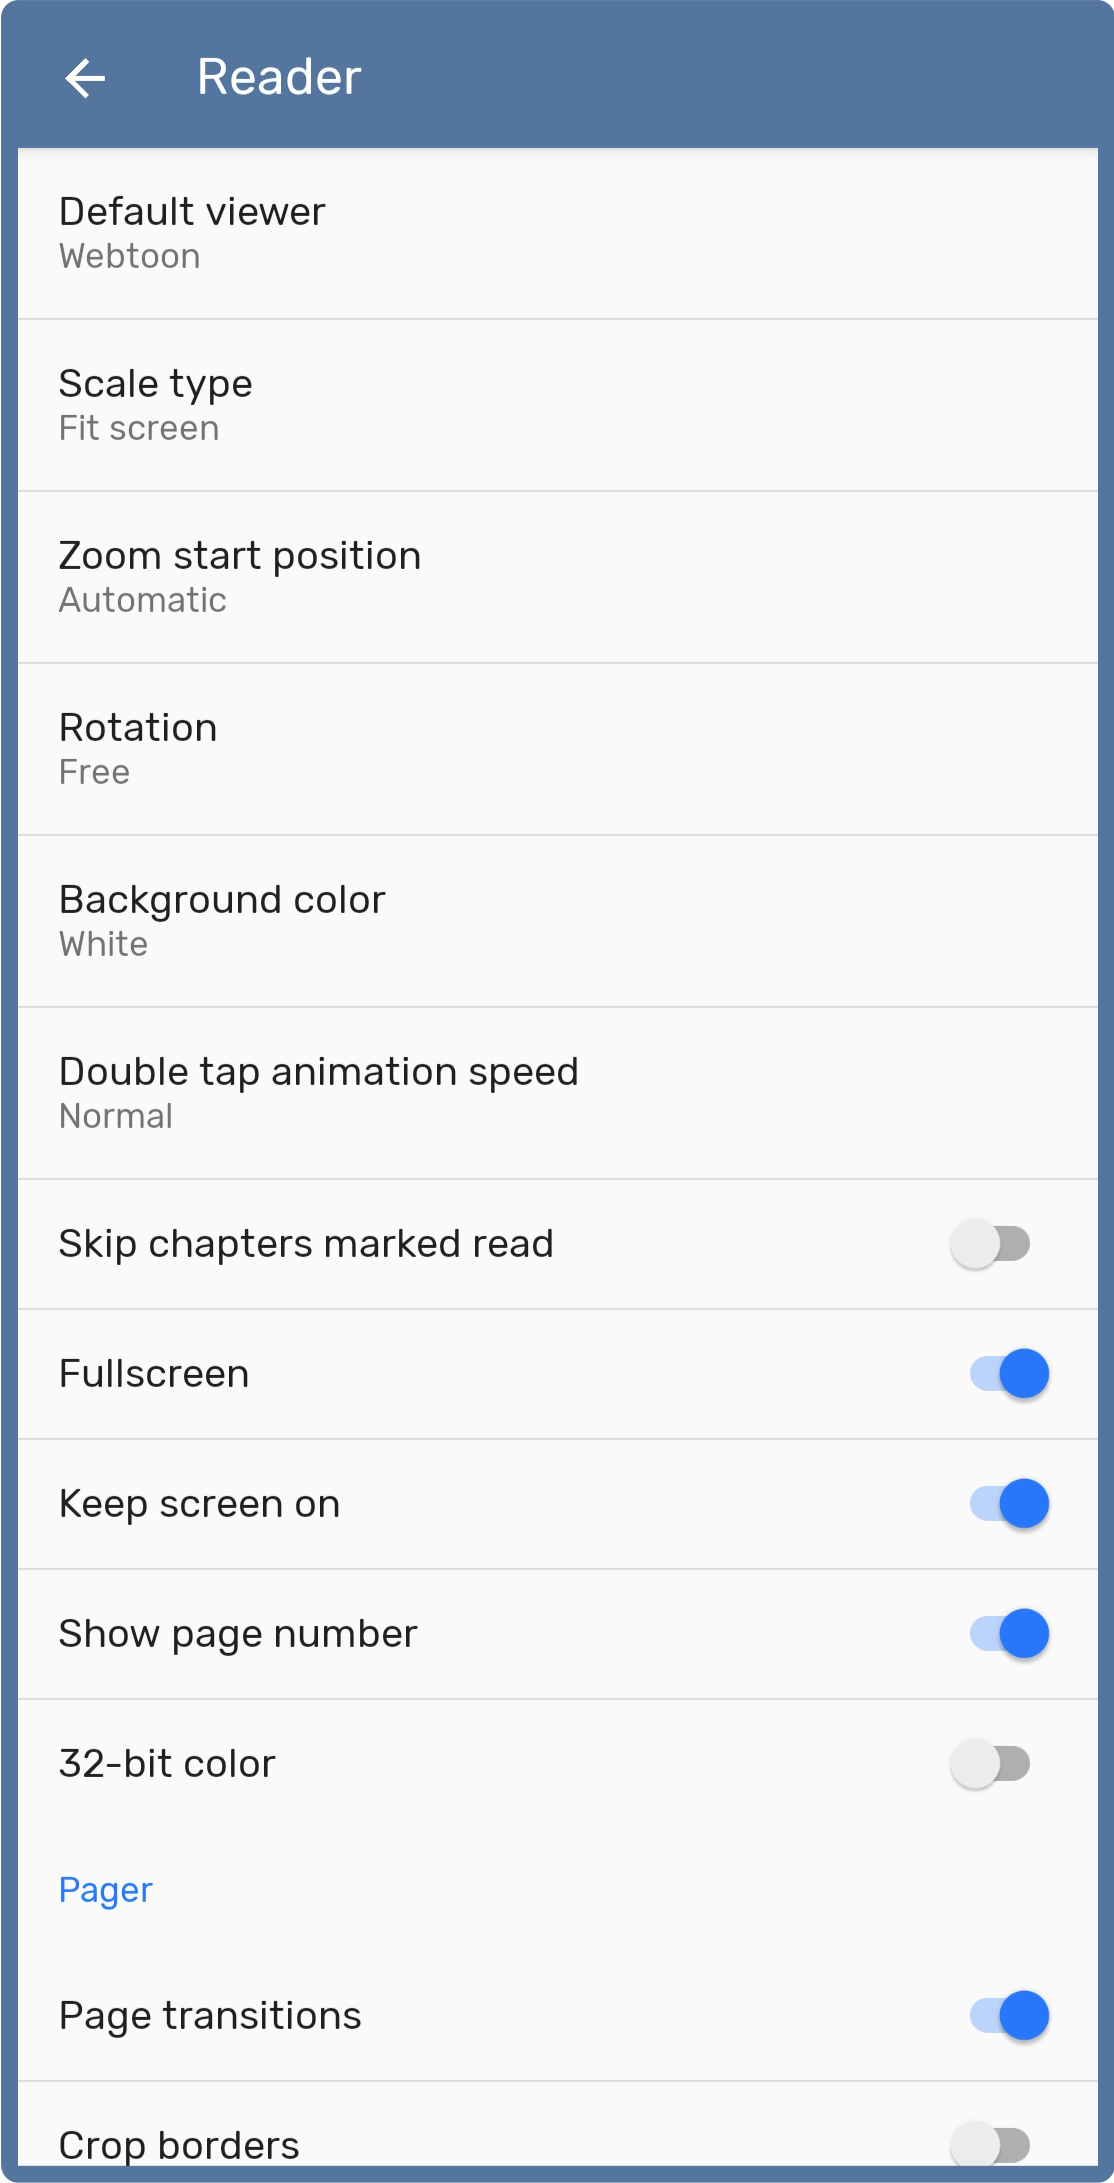 Reader
Default viewer
Webtoon
Scale type
Fit screen
Zoom start position
Automatic
Rotation
Free
Background color
White
Double tap animation speed
Normal
Skip chapters marked read
Fullscreen
Keep screen on
Show page number
32-bit color
Pager
Page transitions
Crop borders